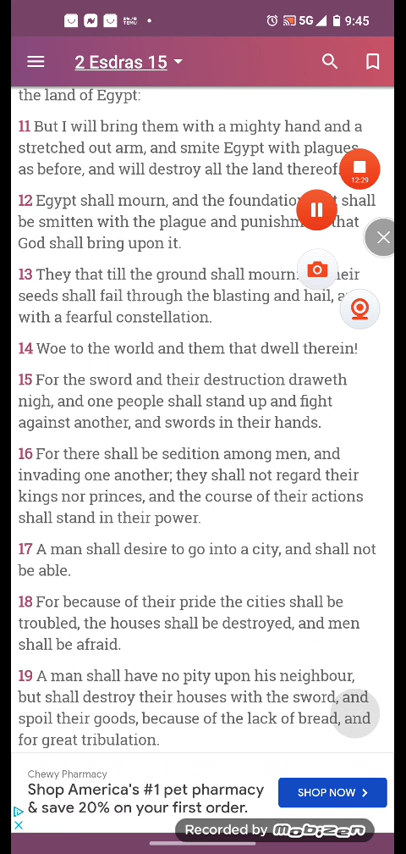 5G 9:45
2 Esdras 15
the land of Egypt:
11 But I will bring them with a mighty hand and a
stretched out arm, and smite Egypt with plagues
as before, and will destroy all the land thereof.
12:29
12 Egypt shall mourn, and the foundation shall
be smitten with the plague and that
God shall bring upon it.
13 They that till the ground shall mourn:
seeds shall fail through the blasting and hail,
with a fearful constellation.
14 Woe to the world and them that dwell therein!
15 For the sword and their destruction draweth
nigh, and one people shall stand up and fight
against another, and swords in their hands.
16 For there shall be sedition among men, and
invading one another; they shall not regard their
kings nor princes, and the course of their actions
shall stand in their power.
17 A man shall desire to go into a city, and shall not
be able.
18 For because of their pride the cities shall be
troubled, the houses shall be destroyed, and men
shall be afraid.
19 A man shall have no pity upon his neighbour,
but shall destroy their houses with the sword, and
spoil their goods, because of the lack of bread, and
for great tribulation.
Chewy Pharmacy
Shop America's #1 pet pharmacy
& save 20% on your first order.
SHOP NOW
Recorded by mobizen